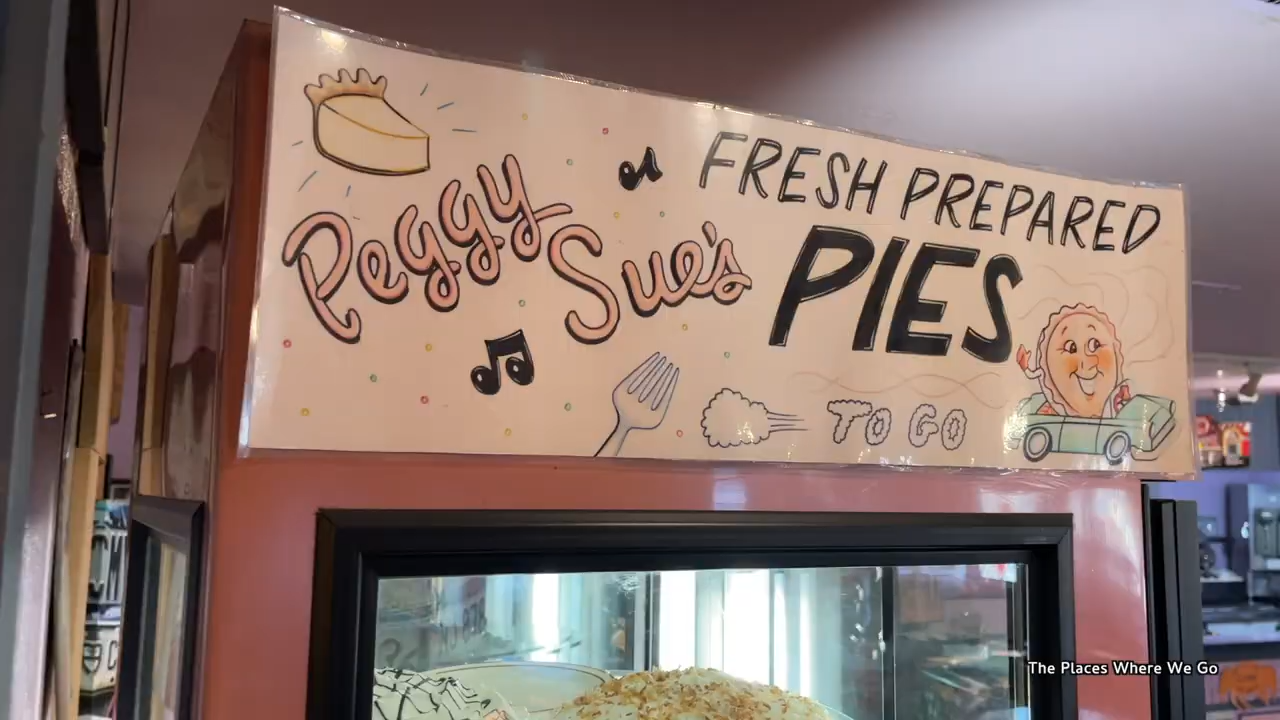 Peggy
Sue's
FRESH PREPARED
PIES
TO GO
The Places Where We Go